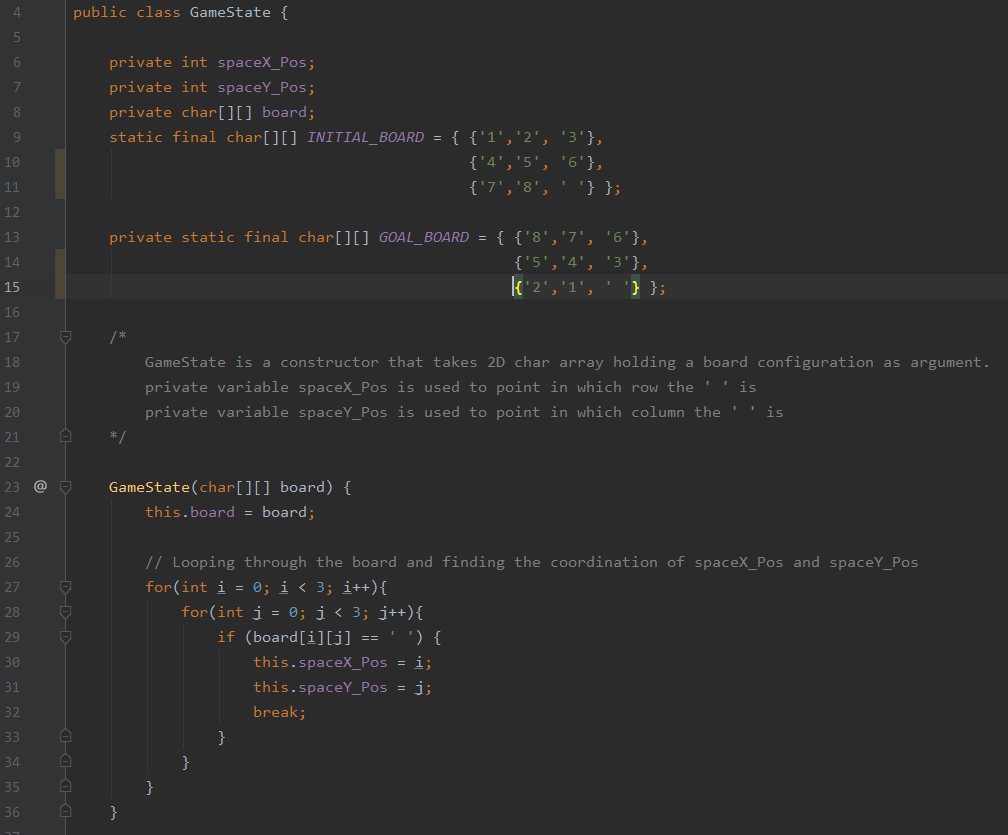 4 public class GameState {
5
6 private int spaceX_Pos;
7 private int spaceY_Pos;
8 private char[][] board;
9 static final char[][] INITIAL_BOARD = { {'1','2', '3'},
10 {'4','5', '6'},
11 {'7','8', ' '} };
12
13 private static final char[][] GOAL_BOARD = { {'8','7', '6'},
14 {'5','4', '3'},
15 {'2','1', ' '} };
16
17 /*
18 GameState is a constructor that takes 2D char array holding a board configuration as argument.
19 private variable spaceX_Pos is used to point in which row the ' ' is
20 private variable spaceY_Pos is used to point in which column the ' ' is
21 */
22
23 @ GameState(char[][] board) {
24 this.board = board;
25
26 // Looping through the board and finding the coordination of spaceX_Pos and spaceY_Pos
27 for(int i = 0; i < 3; i++){
28 for(int j = 0; j < 3; j++){
29 if (board[i][j] == ' ') {
30 this.spaceX_Pos = i;
31 this.spaceY_Pos = j;
32 break;
33 }
34 }
35 }
36 }